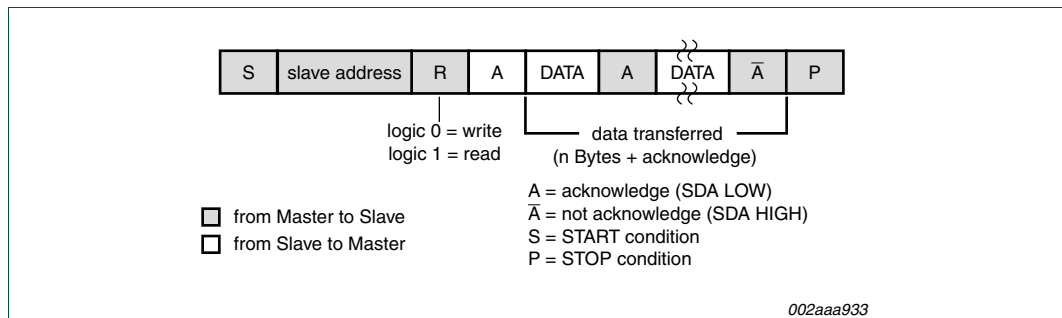 S slave address R A DATA A DATA A̅ P
logic 0 = write
logic 1 = read
data transferred
(n Bytes + acknowledge)
A = acknowledge (SDA LOW)
A̅ = not acknowledge (SDA HIGH)
S = START condition
P = STOP condition
from Master to Slave
from Slave to Master
002aaa933